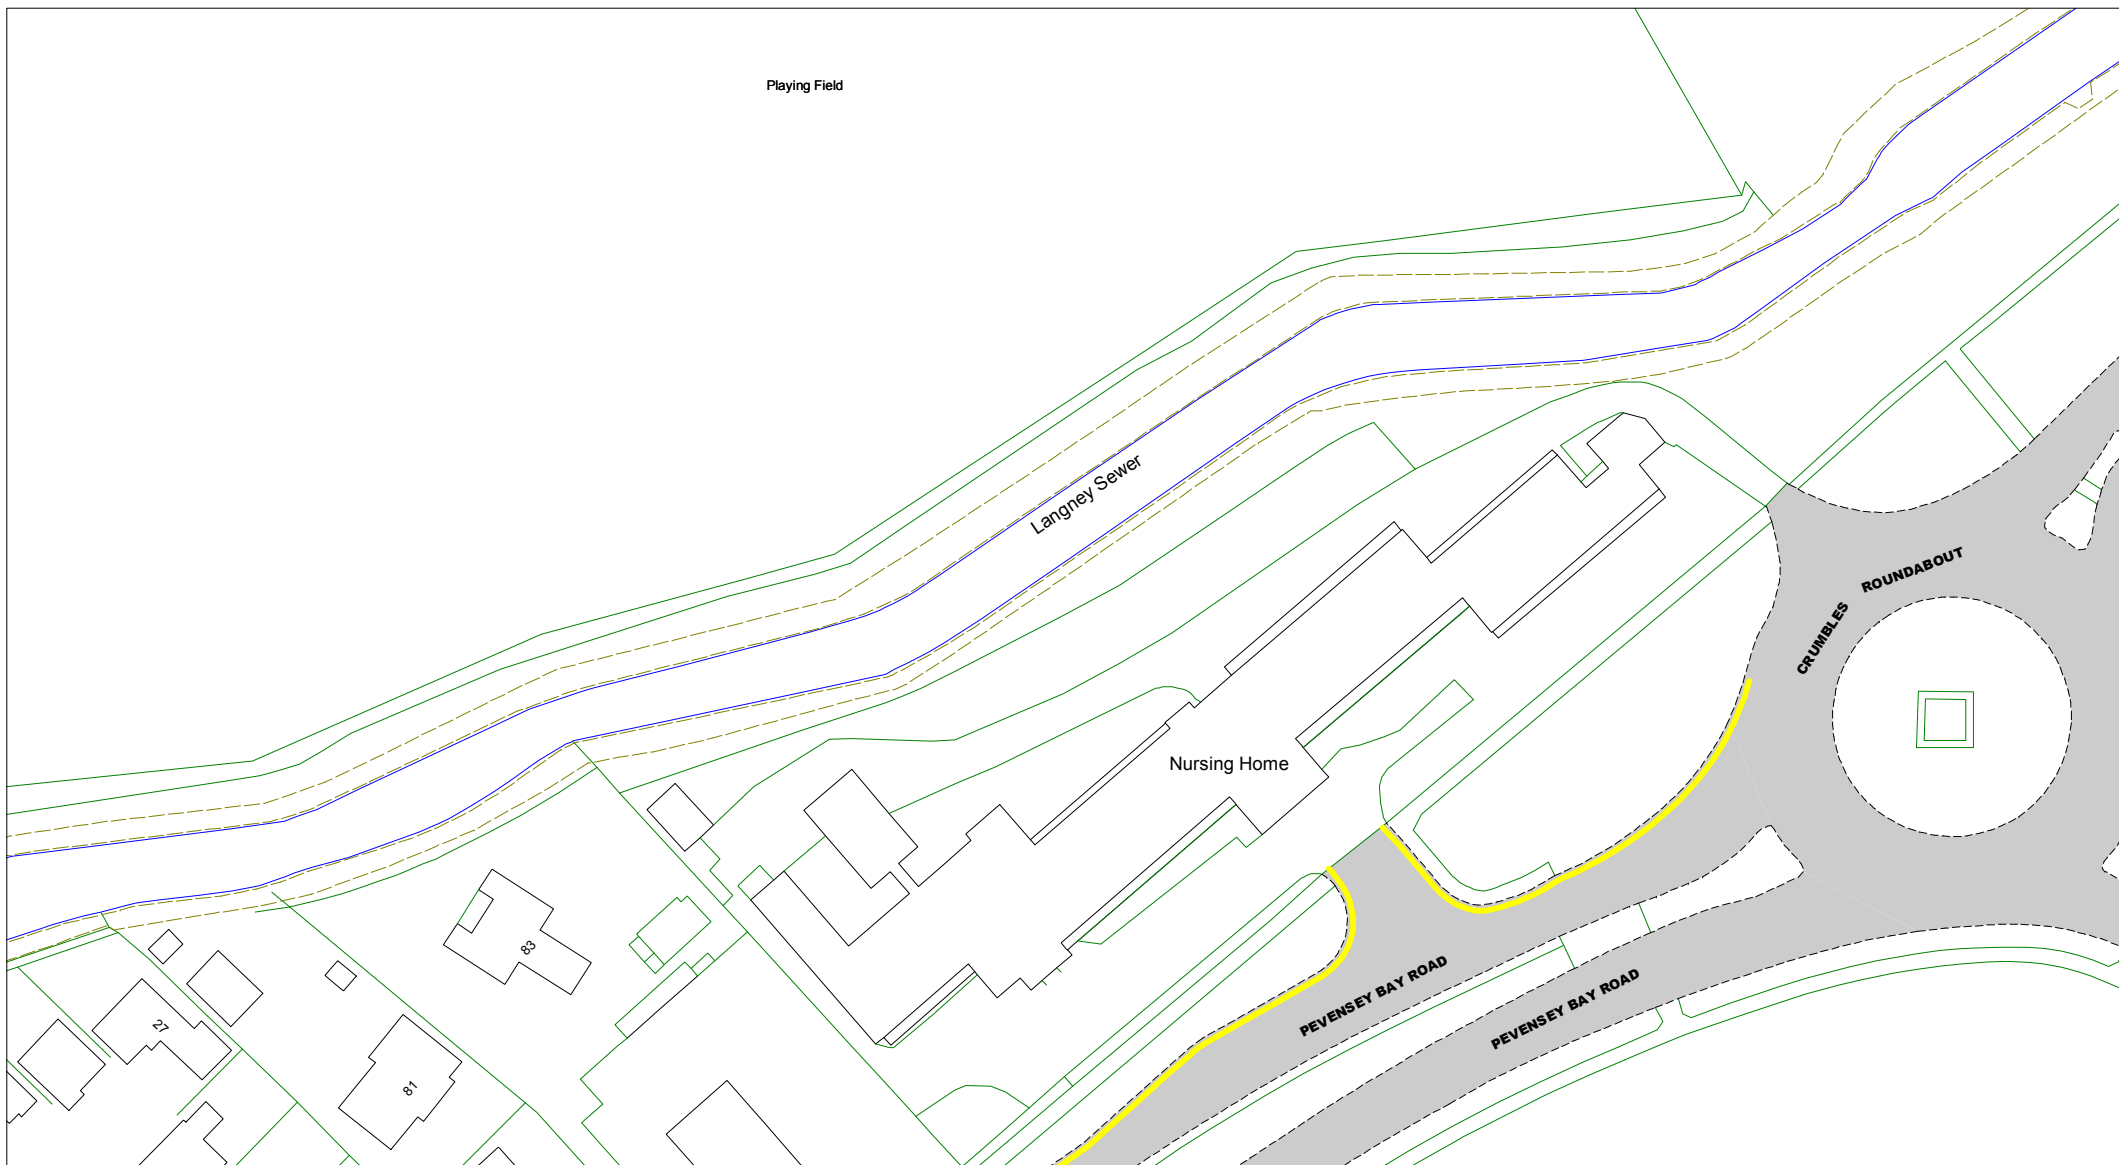 Playing Field
Langney Sewer
ROUNDABOUT
CRUMBLES
Nursing Home
83
PEVENSEY BAY ROAD
PEVENSEY BAY ROAD
27
81